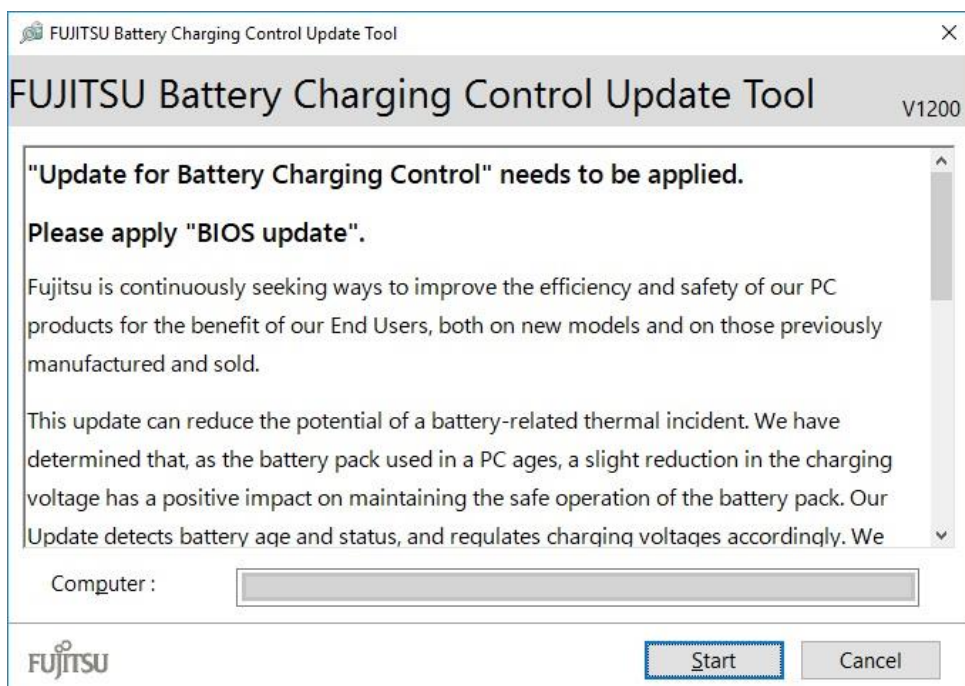 FUJITSU Battery Charging Control Update Tool
FUJITSU Battery Charging Control Update Tool
V1200
"Update for Battery Charging Control" needs to be applied.
Please apply "BIOS update".
Fujitsu is continuously seeking ways to improve the efficiency and safety of our PC
products for the benefit of our End Users, both on new models and on those previously
manufactured and sold.
This update can reduce the potential of a battery-related thermal incident. We have
determined that, as the battery pack used in a PC ages, a slight reduction in the charging
voltage has a positive impact on maintaining the safe operation of the battery pack. Our
Update detects battery age and status, and regulates charging voltages accordingly. We
Computer :
FUJITSU
Start
Cancel